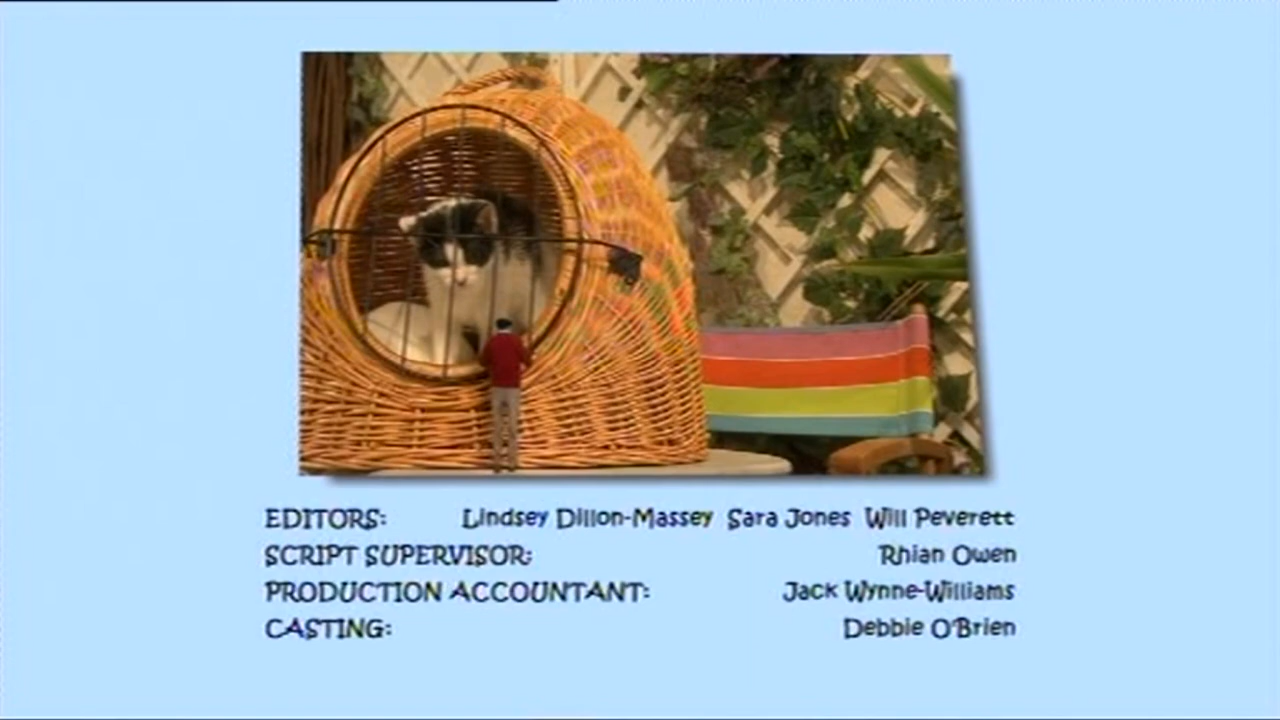 EDITORS: Lindsey Dillon-Massey Sara Jones Will Peverett
SCRIPT SUPERVISOR: Rhian Owen
PRODUCTION ACCOUNTANT: Jack Wynne-Williams
CASTING: Debbie O'Brien